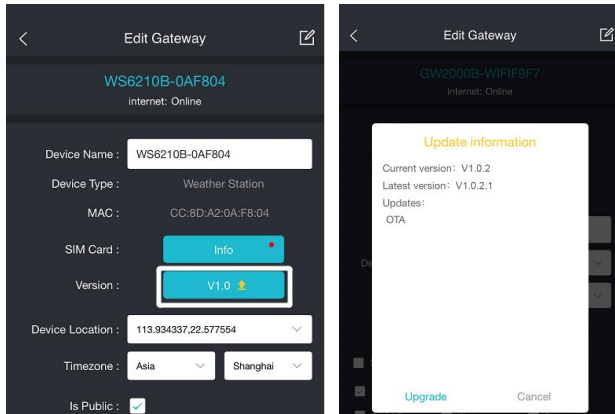 Edit Gateway
WS6210B-0AF804
internet: Online
Device Name : WS6210B-0AF804
Device Type : Weather Station
MAC : CC:8D:A2:0A:F8:04
SIM Card : Info
Version : V1.0
Device Location : 113.934337,22.577554
Timezone : Asia Shanghai
Is Public :
Edit Gateway
GW2000B-WIFIF9F7
internet: Online
Update information
Current version: V1.0.2
Latest version: V1.0.2.1
Updates:
OTA
De
Upgrade Cancel